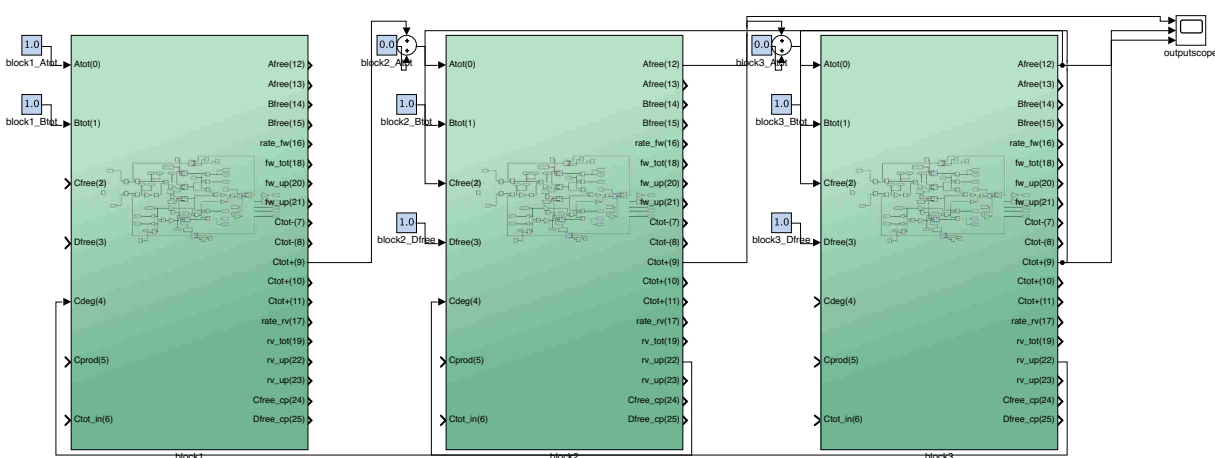 1.0
block1_Atot
1.0
block1_Btot
Atot(0)
Btot(1)
Cfree(2)
Dfree(3)
Cdeg(4)
Cprod(5)
Ctot_in(6)
Afree(12)
Afree(13)
Bfree(14)
Bfree(15)
rate_fw(16)
fw_tot(18)
fw_up(20)
fw_up(21)
Ctot-(7)
Ctot-(8)
Ctot+(9)
Ctot+(10)
Ctot+(11)
rate_rv(17)
rv_tot(19)
rv_up(22)
rv_up(23)
Cfree_cp(24)
Dfree_cp(25)
block1
0.0
block2_Atot
1.0
block2_Btot
1.0
block2_Dfree
Atot(0)
Btot(1)
Cfree(2)
Dfree(3)
Cdeg(4)
Cprod(5)
Ctot_in(6)
Afree(12)
Afree(13)
Bfree(14)
Bfree(15)
rate_fw(16)
fw_tot(18)
fw_up(20)
fw_up(21)
Ctot-(7)
Ctot-(8)
Ctot+(9)
Ctot+(10)
Ctot+(11)
rate_rv(17)
rv_tot(19)
rv_up(22)
rv_up(23)
Cfree_cp(24)
Dfree_cp(25)
block2
0.0
block3_Atot
1.0
block3_Btot
1.0
block3_Dfree
Atot(0)
Btot(1)
Cfree(2)
Dfree(3)
Cdeg(4)
Cprod(5)
Ctot_in(6)
Afree(12)
Afree(13)
Bfree(14)
Bfree(15)
rate_fw(16)
fw_tot(18)
fw_up(20)
fw_up(21)
Ctot-(7)
Ctot-(8)
Ctot+(9)
Ctot+(10)
Ctot+(11)
rate_rv(17)
rv_tot(19)
rv_up(22)
rv_up(23)
Cfree_cp(24)
Dfree_cp(25)
block3
outputscope